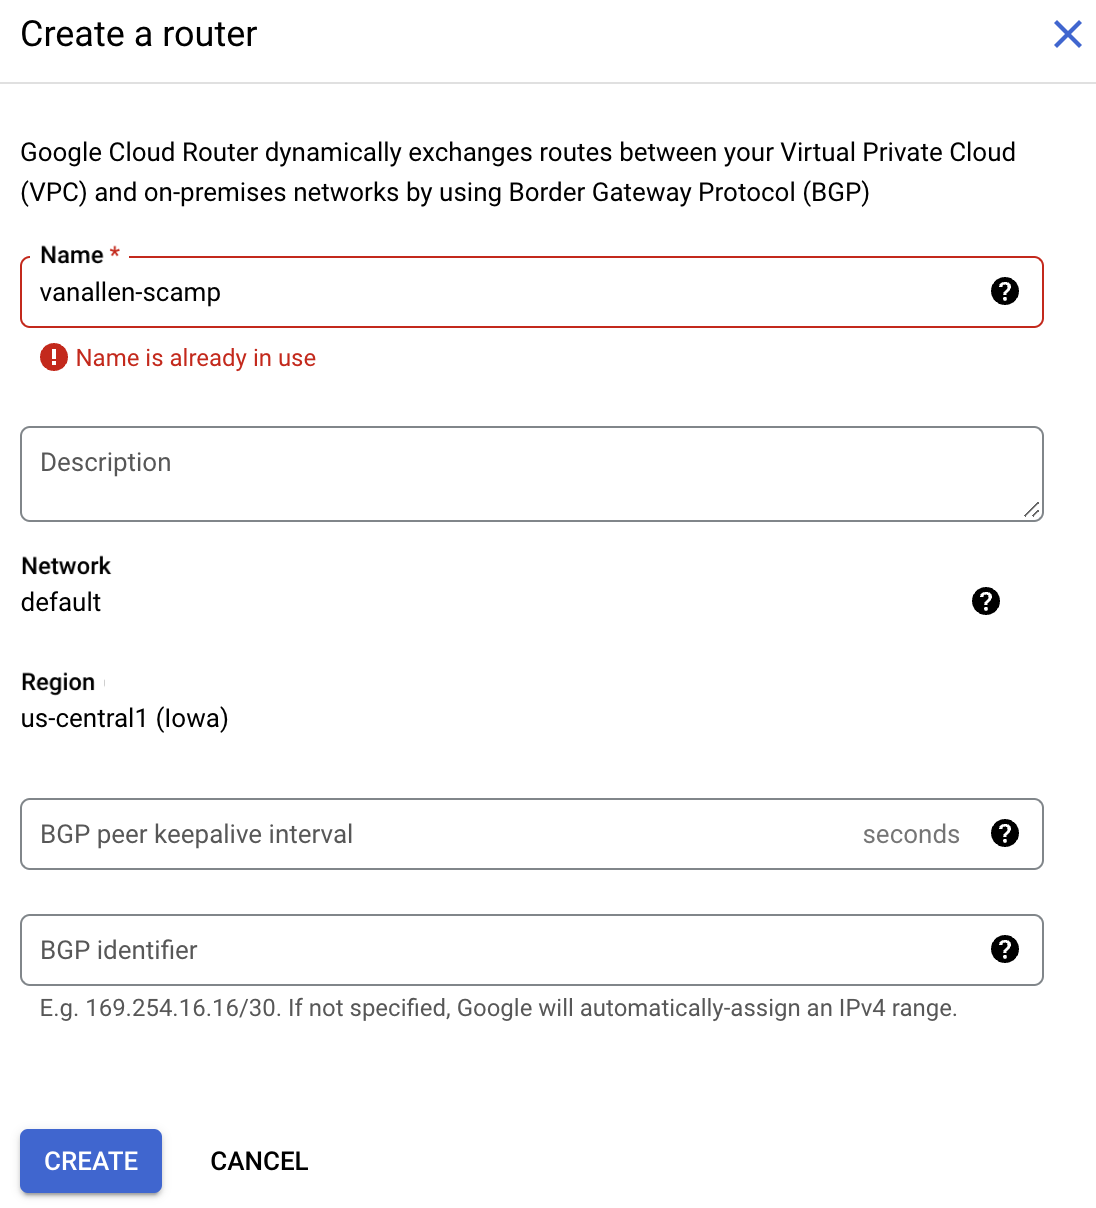 Create a router
Google Cloud Router dynamically exchanges routes between your Virtual Private Cloud
(VPC) and on-premises networks by using Border Gateway Protocol (BGP)
Name *
vanallen-scamp
Name is already in use
Description
Network
default
Region
us-central1 (Iowa)
BGP peer keepalive interval seconds
BGP identifier
E.g. 169.254.16.16/30. If not specified, Google will automatically-assign an IPv4 range.
CREATE CANCEL